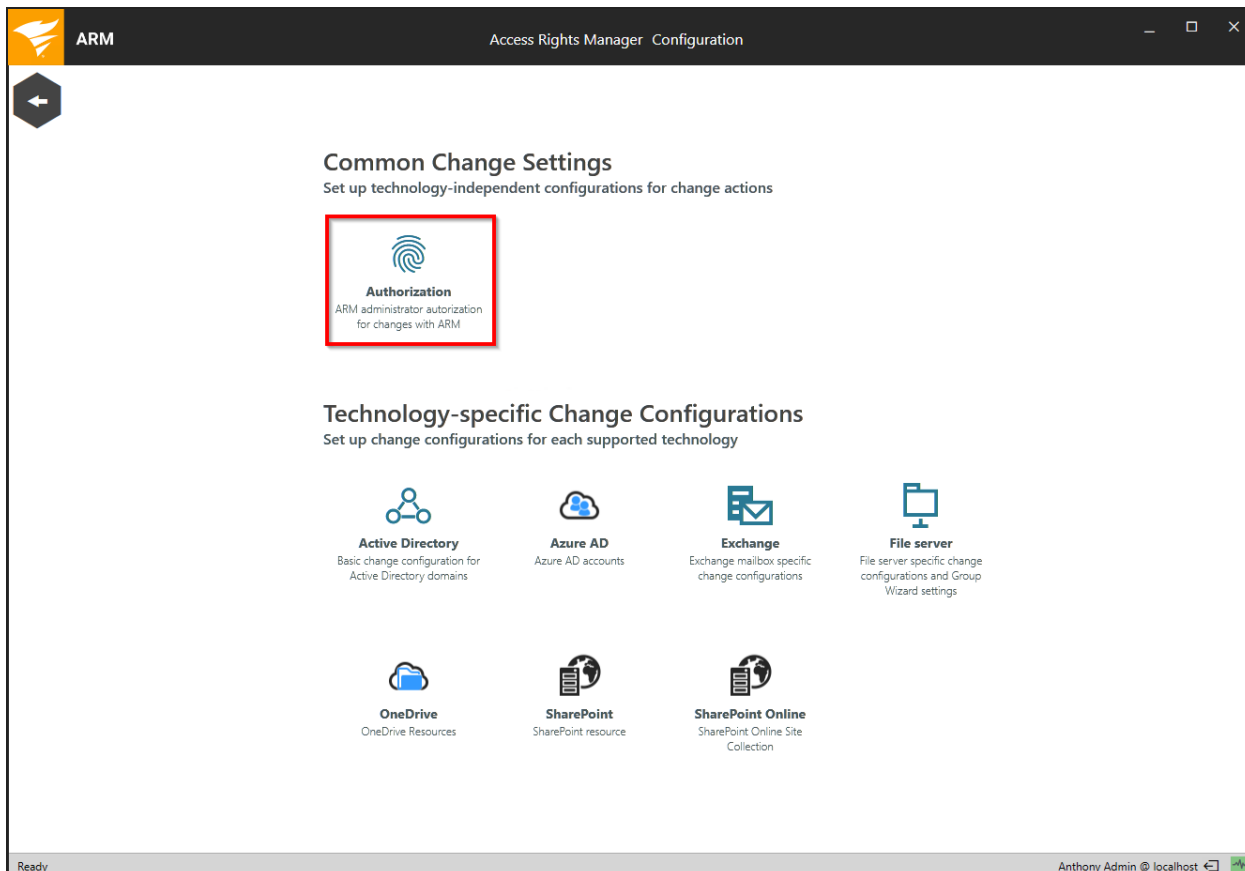 ARM
Access Rights Manager Configuration
Common Change Settings
Set up technology-independent configurations for change actions
Authorization
ARM administrator autorization
for changes with ARM
Technology-specific Change Configurations
Set up change configurations for each supported technology
Active Directory
Basic change configuration for
Active Directory domains
Azure AD
Azure AD accounts
Exchange
Exchange mailbox specific
change configurations
File server
File server specific change
configurations and Group
Wizard settings
OneDrive
OneDrive Resources
SharePoint
SharePoint resource
SharePoint Online
SharePoint Online Site
Collection
Ready
Anthony Admin @ localhost